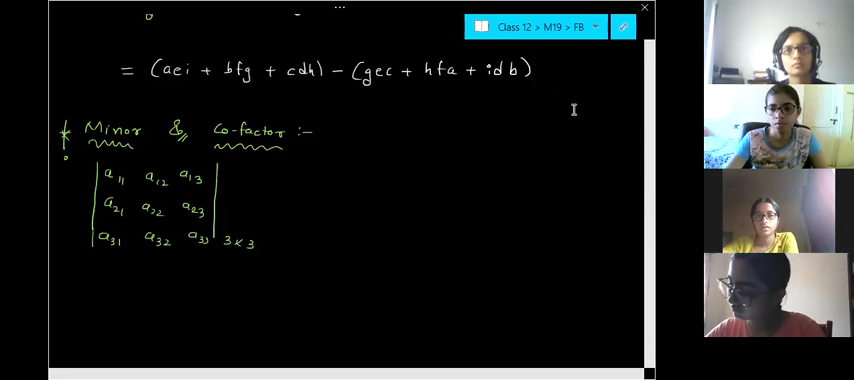 Class 12 > M19 > FB
= (aei + bfg + cdh) - (gec + hfa + idb)
* Minor & Co-factor :-
a11 a12 a13
a21 a22 a23
a31 a32 a33 3×3